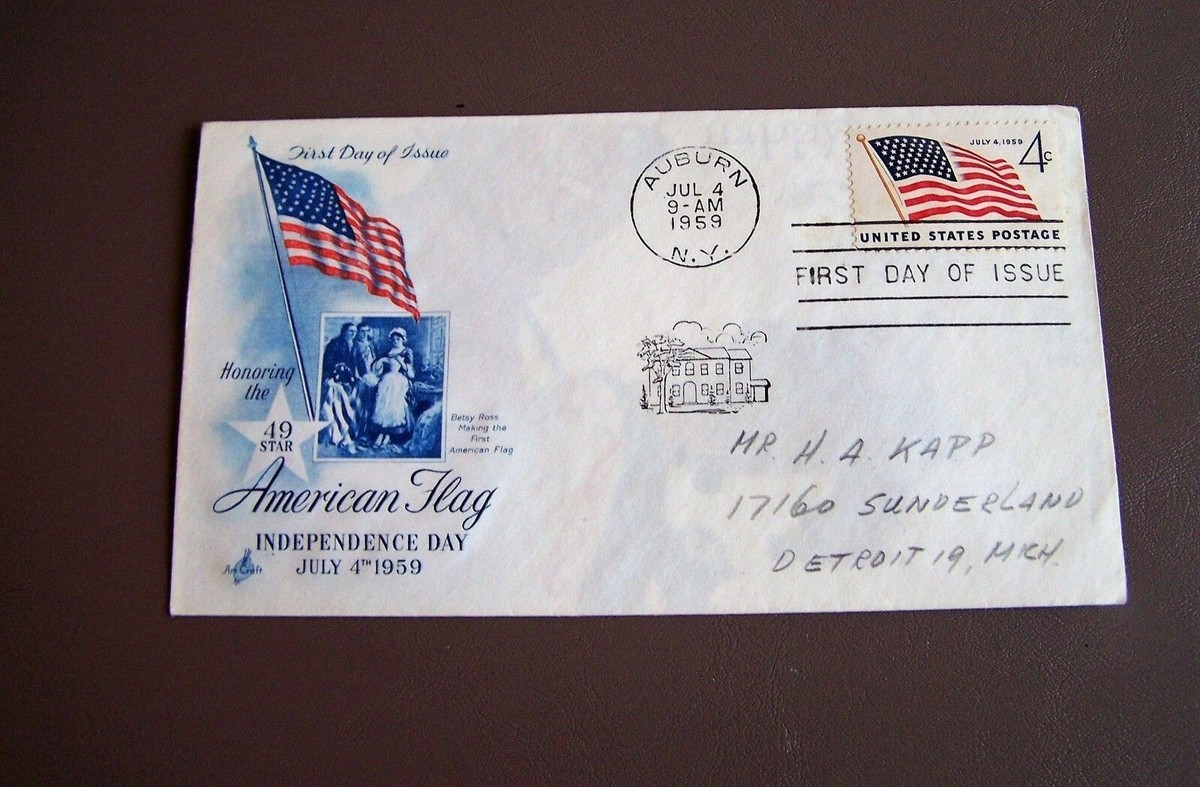 First Day of Issue
Honoring
the
49
STAR
American Flag
INDEPENDENCE DAY
JULY 4TH 1959
Art Craft
Betsy Ross
Making the
First
American Flag
AUBURN
JUL 4
9-AM
1959
N.Y.
JULY 4, 1959
4c
UNITED STATES POSTAGE
FIRST DAY OF ISSUE
MR. H. A. KAPP
17160 SUNDERLAND
DETROIT 19, MICH.